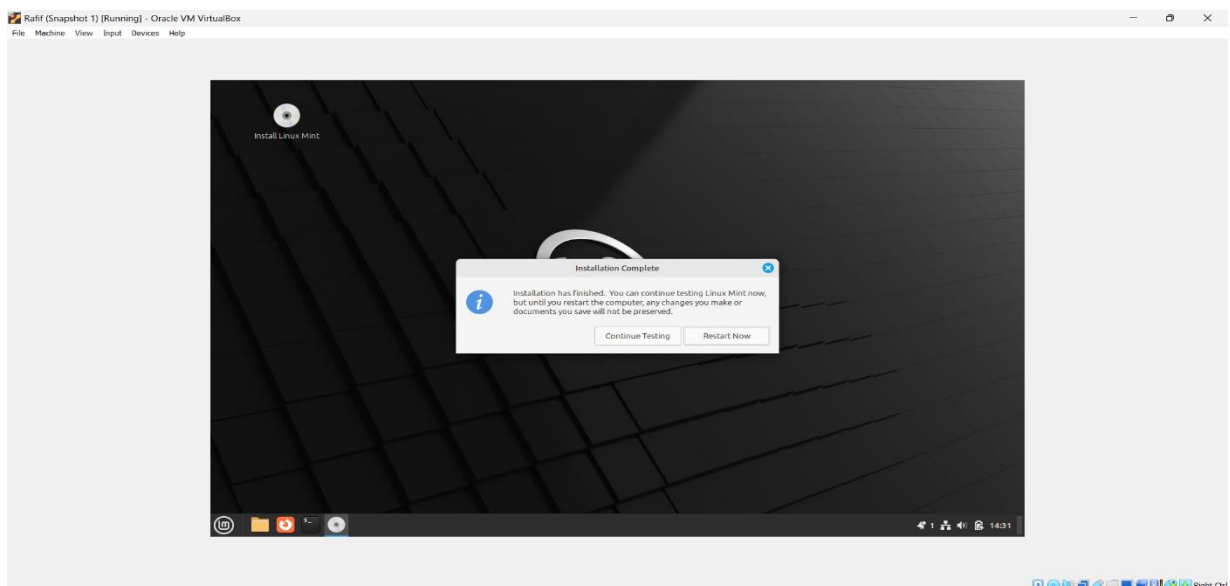 Rafif (Snapshot 1) [Running] - Oracle VM VirtualBox
File Machine View Input Devices Help
Install Linux Mint
Installation Complete
Installation has finished. You can continue testing Linux Mint now,
but until you restart the computer, any changes you make or
documents you save will not be preserved.
Continue Testing Restart Now
1 14:31
Right Ctrl